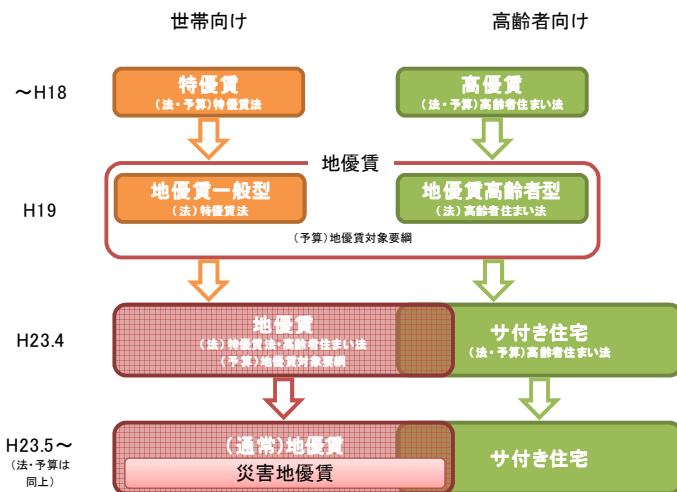 世帯向け 高齢者向け
～H18
特優賃
(法・予算)特優賃法
高優賃
(法・予算)高齢者住まい法
地優賃
H19
地優賃一般型
(法)特優賃法
地優賃高齢者型
(法)高齢者住まい法
(予算)地優賃対象要綱
H23.4
地優賃
(法)特優賃法・高齢者住まい法
(予算)地優賃対象要綱
サ付き住宅
(法・予算)高齢者住まい法
H23.5～
(法・予算は
同上)
(通常)地優賃
災害地優賃
サ付き住宅